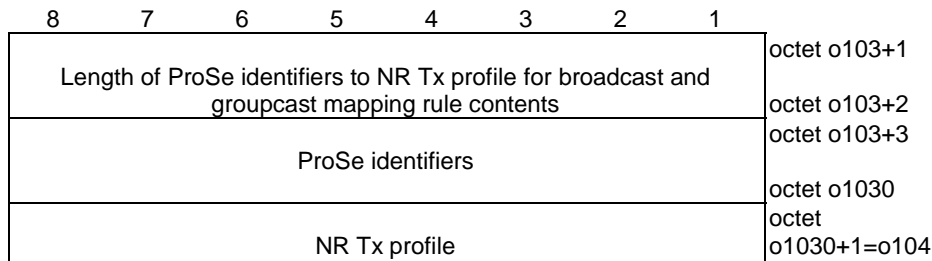 8 7 6 5 4 3 2 1
octet o103+1
Length of ProSe identifiers to NR Tx profile for broadcast and
groupcast mapping rule contents
octet o103+2
octet o103+3
ProSe identifiers
octet o1030
octet
NR Tx profile
o1030+1=o104